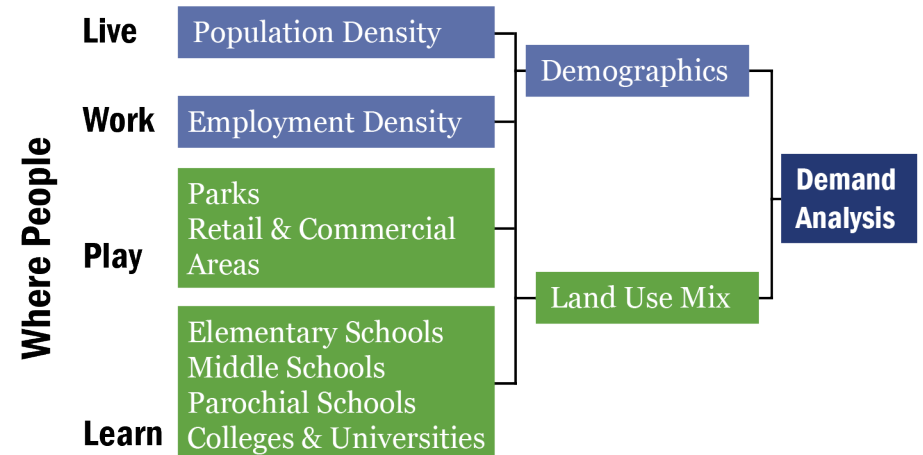 Where People
Live
Population Density
Work
Employment Density
Play
Parks
Retail & Commercial
Areas
Learn
Elementary Schools
Middle Schools
Parochial Schools
Colleges & Universities
Demographics
Land Use Mix
Demand
Analysis